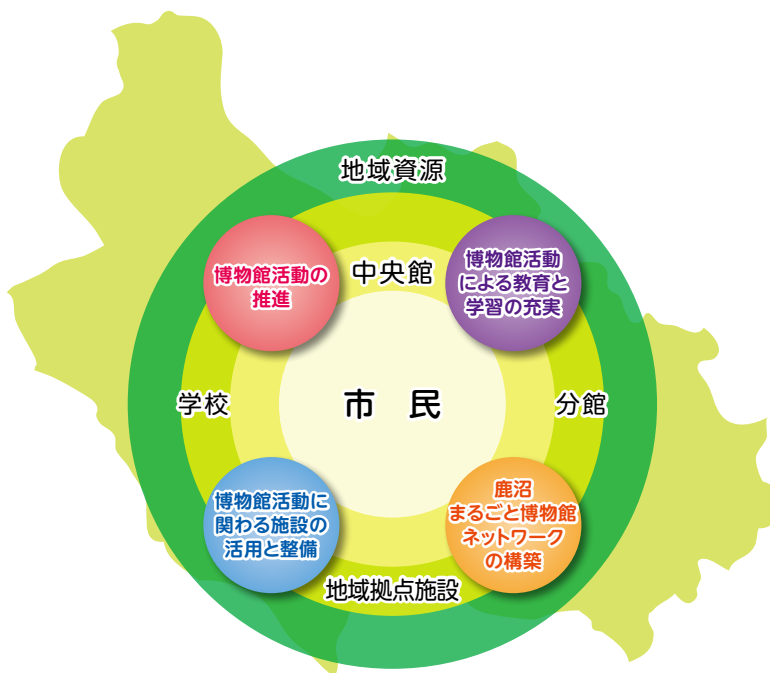 地域資源
博物館活動の
推進
中央館
博物館活動
による教育と
学習の充実
学校
市 民
分館
博物館活動に
関わる施設の
活用と整備
鹿沼
まるごと博物館
ネットワーク
の構築
地域拠点施設